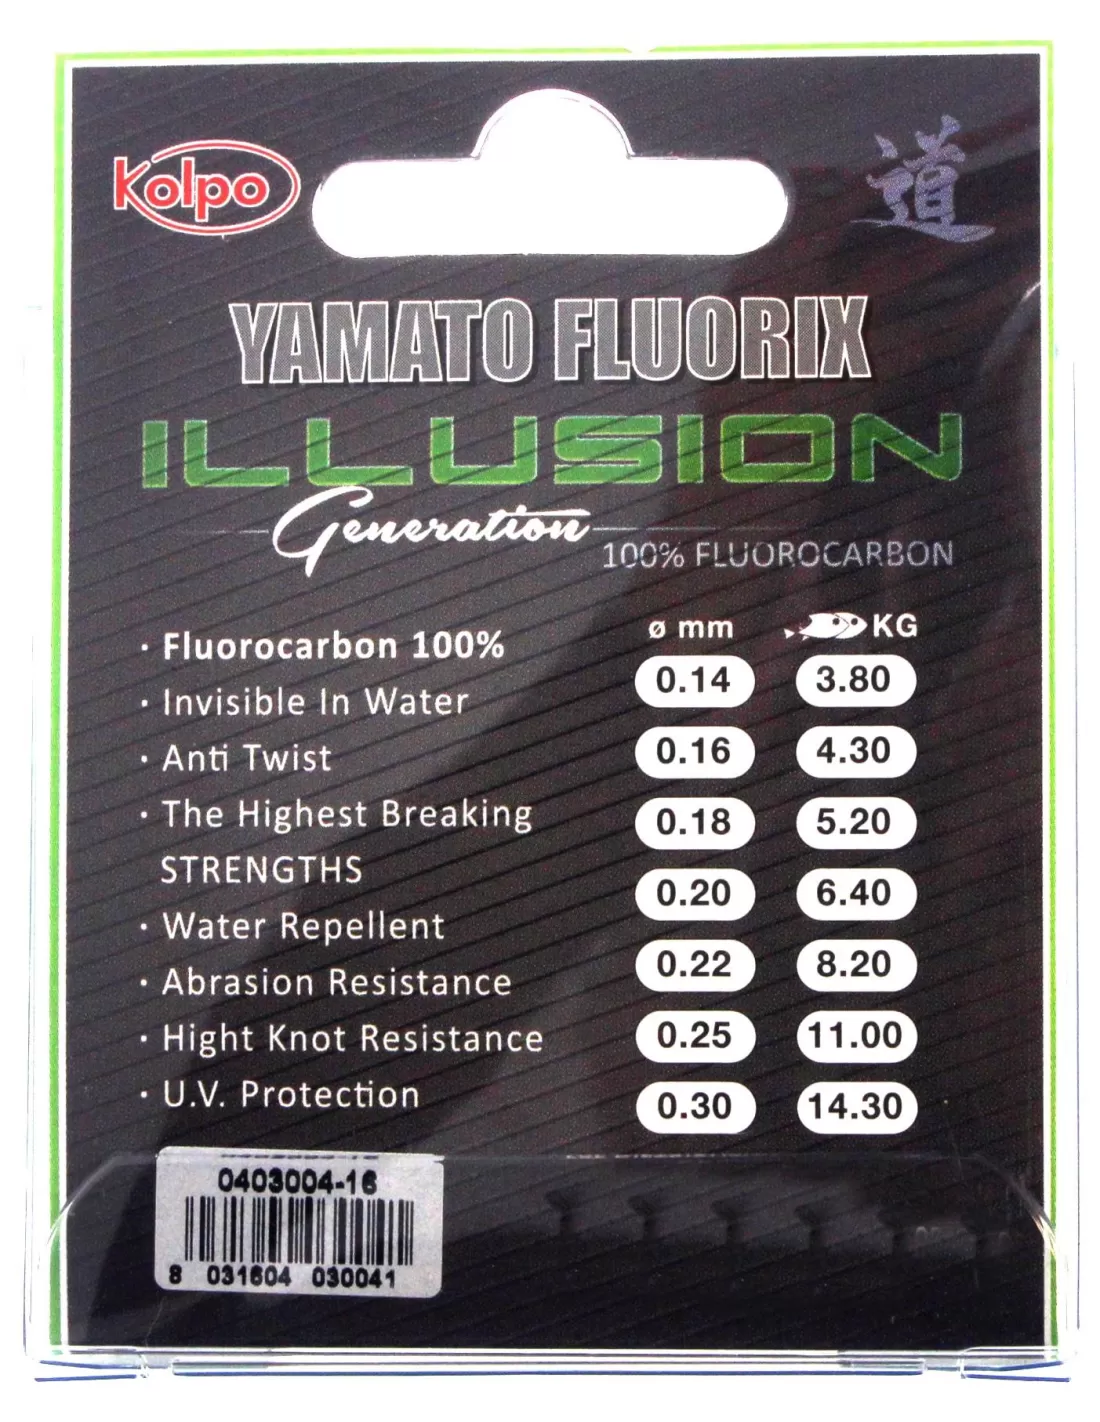 Kolpo
道
YAMATO FLUORIX
ILLUSION
Generation
100% FLUOROCARBON
· Fluorocarbon 100%
· Invisible In Water
· Anti Twist
· The Highest Breaking
STRENGTHS
· Water Repellent
· Abrasion Resistance
· Hight Knot Resistance
· U.V. Protection
ø mm KG
0.14 3.80
0.16 4.30
0.18 5.20
0.20 6.40
0.22 8.20
0.25 11.00
0.30 14.30
0403004-16
8 031604 030041